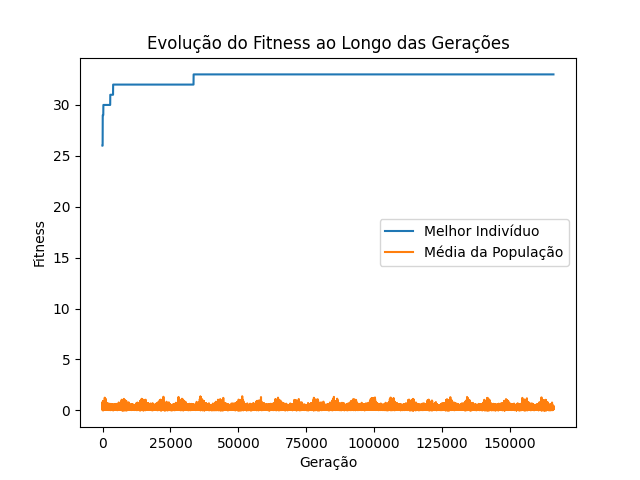 Evolução do Fitness ao Longo das Gerações
Fitness
30
25
20
15
10
5
0
Melhor Indivíduo
Média da População
0 25000 50000 75000 100000 125000 150000
Geração